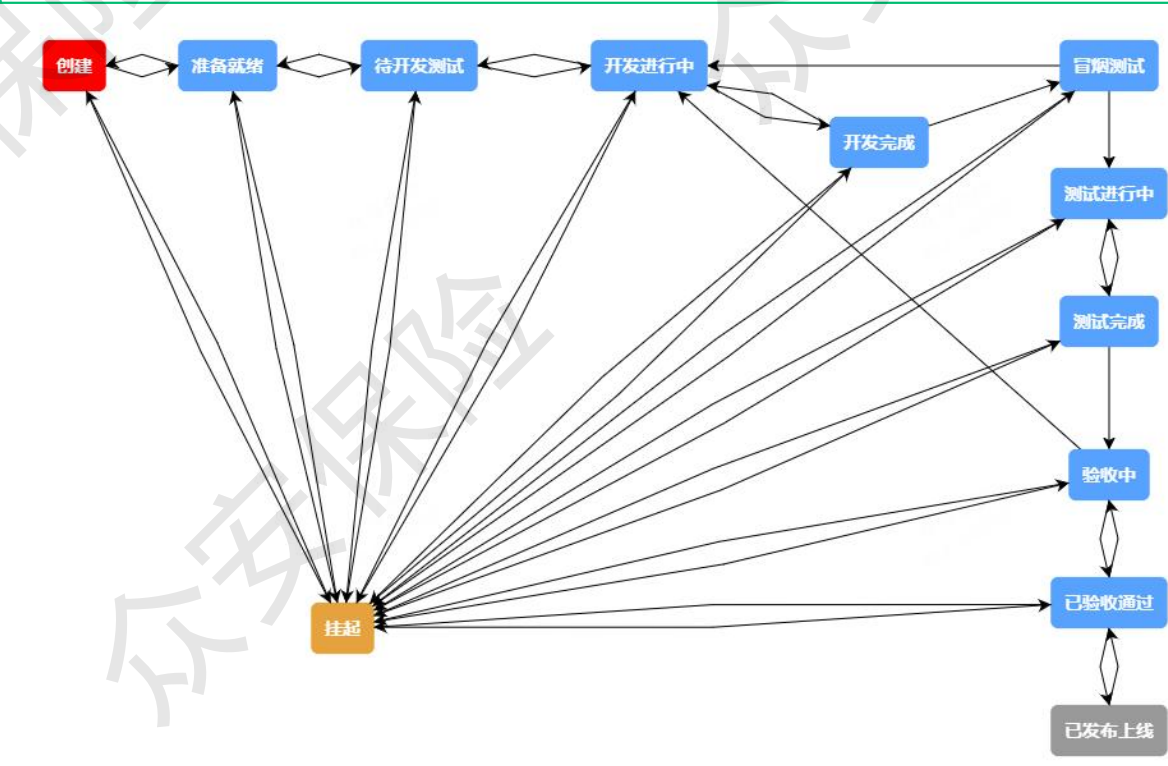 创建
准备就绪
待开发测试
开发进行中
冒烟测试
开发完成
测试进行中
测试完成
验收中
挂起
已验收通过
已发布上线
众安保险